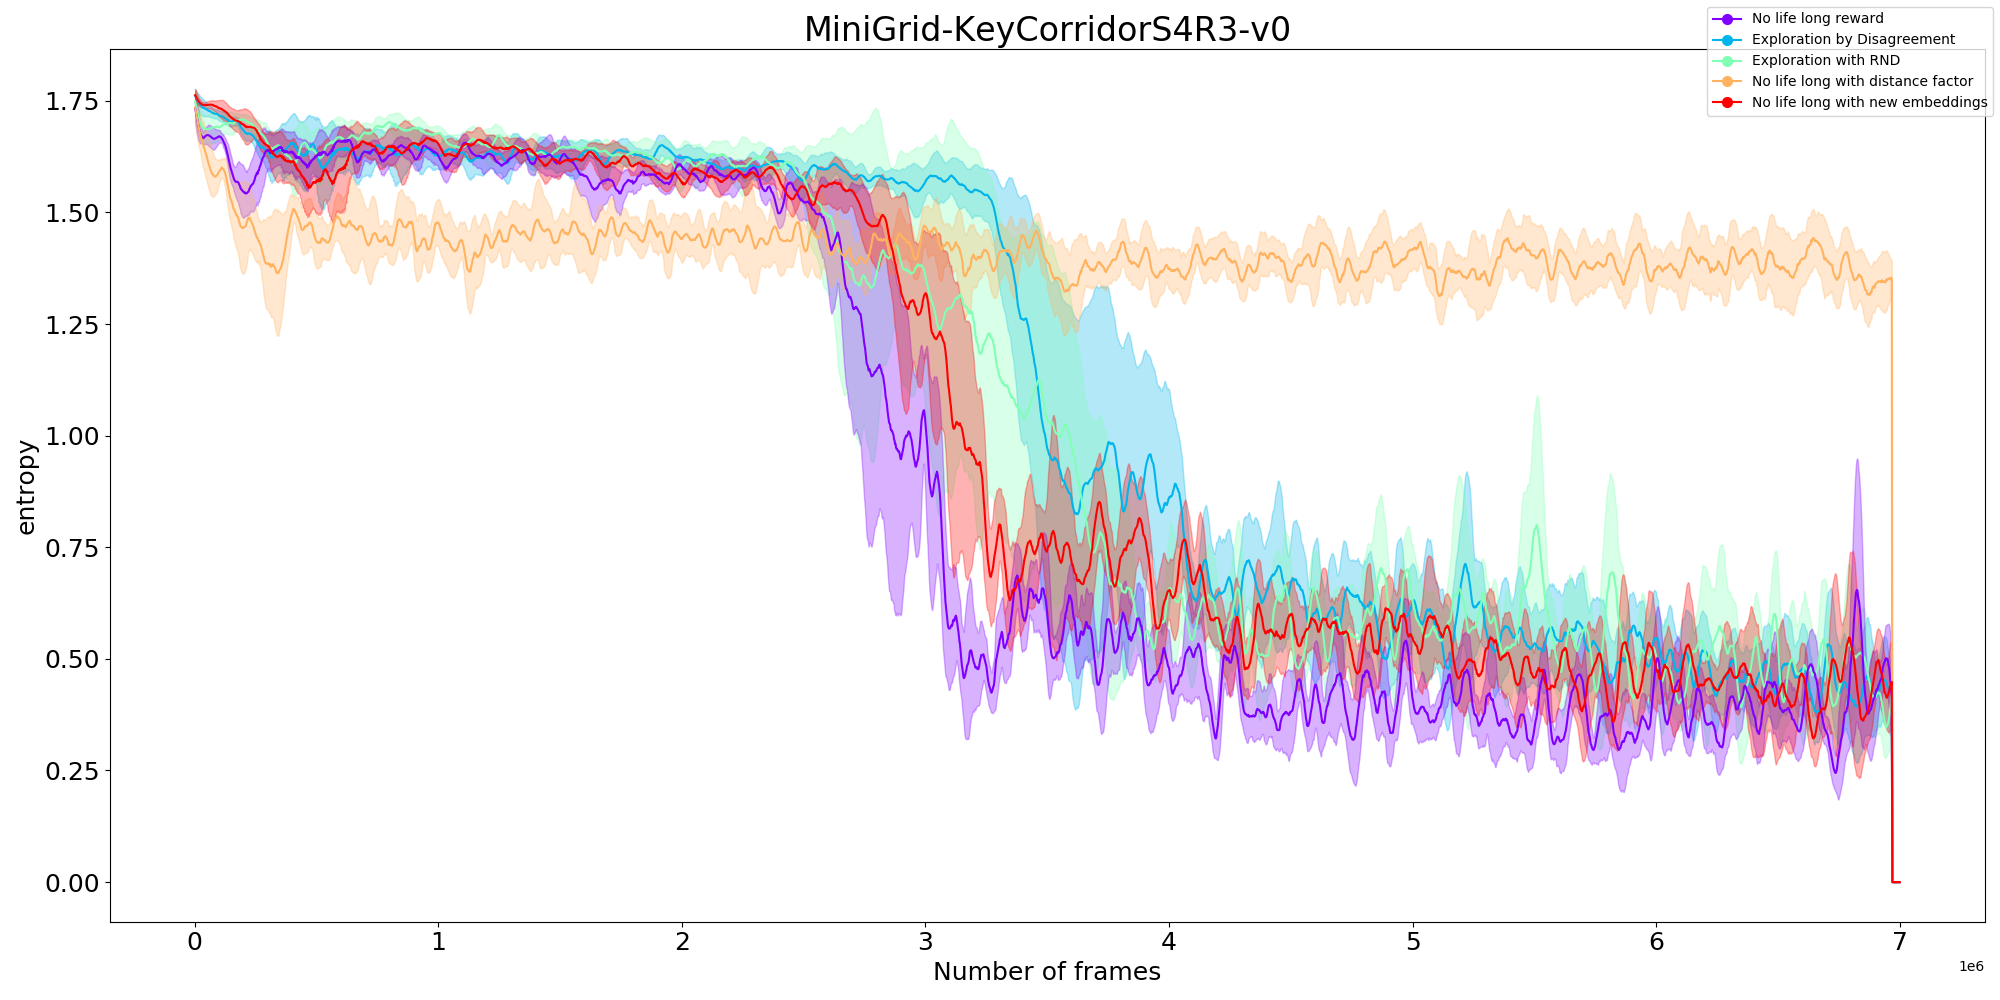 MiniGrid-KeyCorridorS4R3-v0
No life long reward
Exploration by Disagreement
Exploration with RND
No life long with distance factor
No life long with new embeddings
entropy
1.75
1.50
1.25
1.00
0.75
0.50
0.25
0.00
0 1 2 3 4 5 6 7
1e6
Number of frames